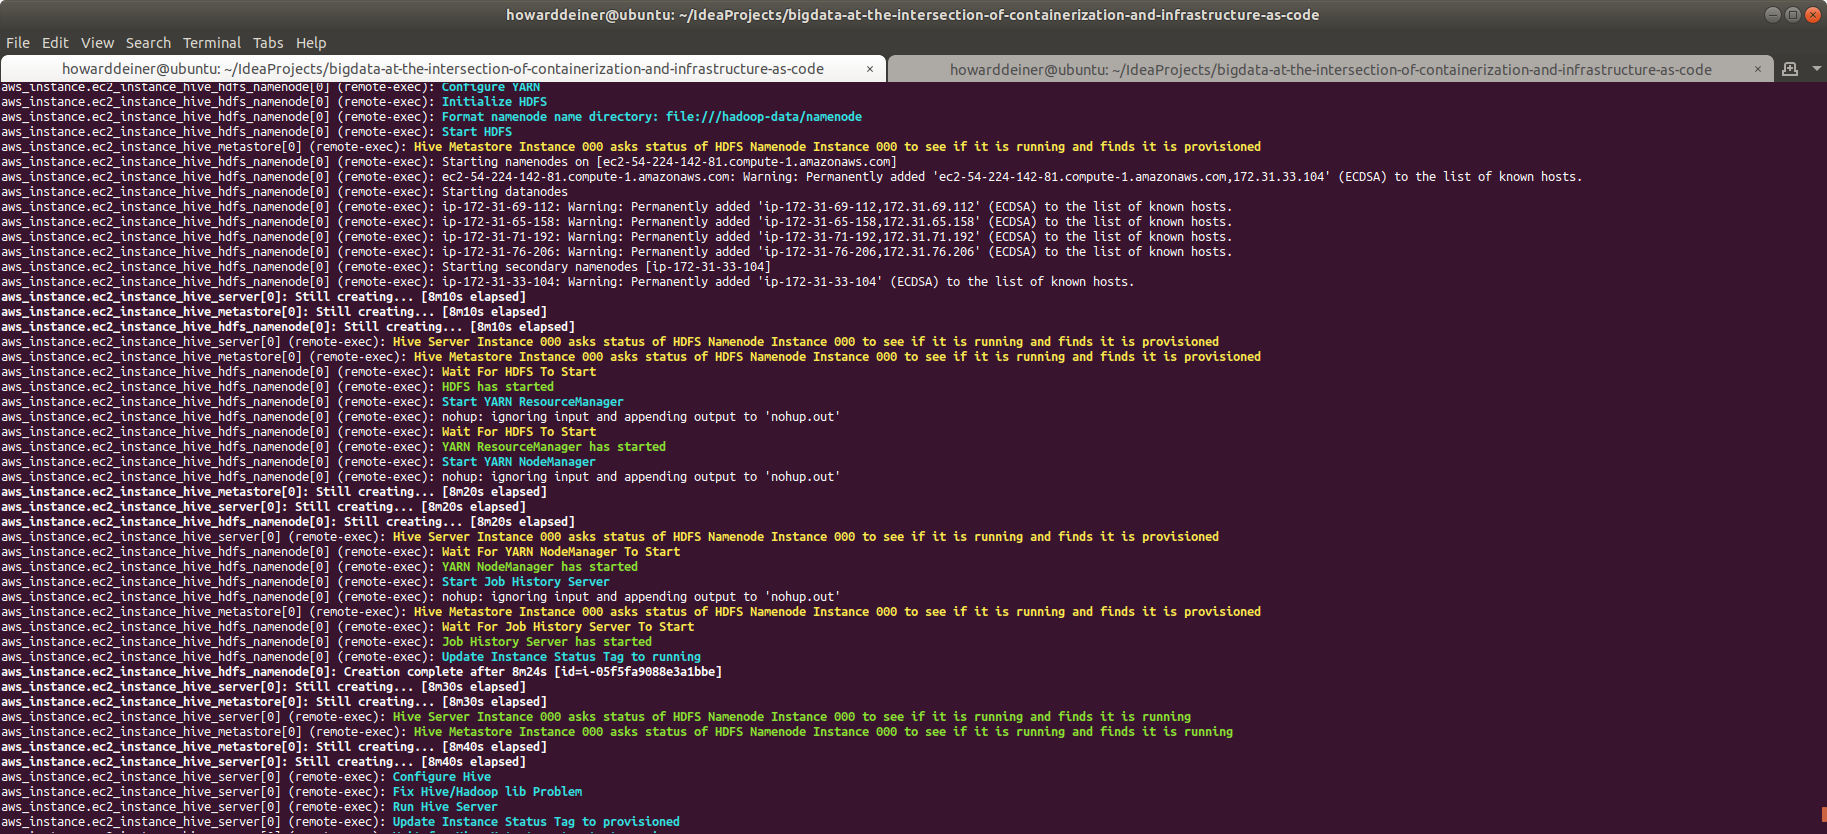 howarddeiner@ubuntu: ~/IdeaProjects/bigdata-at-the-intersection-of-containerization-and-infrastructure-as-code
File Edit View Search Terminal Tabs Help
howarddeiner@ubuntu: ~/IdeaProjects/bigdata-at-the-intersection-of-containerization-and-infrastructure-as-code × howarddeiner@ubuntu: ~/IdeaProjects/bigdata-at-the-intersection-of-containerization-and-infrastructure-as-code ×
aws_instance.ec2_instance_hive_hdfs_namenode[0] (remote-exec): Configure YARN
aws_instance.ec2_instance_hive_hdfs_namenode[0] (remote-exec): Initialize HDFS
aws_instance.ec2_instance_hive_hdfs_namenode[0] (remote-exec): Format namenode name directory: file:///hadoop-data/namenode
aws_instance.ec2_instance_hive_hdfs_namenode[0] (remote-exec): Start HDFS
aws_instance.ec2_instance_hive_metastore[0] (remote-exec): Hive Metastore Instance 000 asks status of HDFS Namenode Instance 000 to see if it is running and finds it is provisioned
aws_instance.ec2_instance_hive_hdfs_namenode[0] (remote-exec): Starting namenodes on [ec2-54-224-142-81.compute-1.amazonaws.com]
aws_instance.ec2_instance_hive_hdfs_namenode[0] (remote-exec): ec2-54-224-142-81.compute-1.amazonaws.com: Warning: Permanently added 'ec2-54-224-142-81.compute-1.amazonaws.com,172.31.33.104' (ECDSA) to the list of known hosts.
aws_instance.ec2_instance_hive_hdfs_namenode[0] (remote-exec): Starting datanodes
aws_instance.ec2_instance_hive_hdfs_namenode[0] (remote-exec): ip-172-31-69-112: Warning: Permanently added 'ip-172-31-69-112,172.31.69.112' (ECDSA) to the list of known hosts.
aws_instance.ec2_instance_hive_hdfs_namenode[0] (remote-exec): ip-172-31-65-158: Warning: Permanently added 'ip-172-31-65-158,172.31.65.158' (ECDSA) to the list of known hosts.
aws_instance.ec2_instance_hive_hdfs_namenode[0] (remote-exec): ip-172-31-71-192: Warning: Permanently added 'ip-172-31-71-192,172.31.71.192' (ECDSA) to the list of known hosts.
aws_instance.ec2_instance_hive_hdfs_namenode[0] (remote-exec): ip-172-31-76-206: Warning: Permanently added 'ip-172-31-76-206,172.31.76.206' (ECDSA) to the list of known hosts.
aws_instance.ec2_instance_hive_hdfs_namenode[0] (remote-exec): Starting secondary namenodes [ip-172-31-33-104]
aws_instance.ec2_instance_hive_hdfs_namenode[0] (remote-exec): ip-172-31-33-104: Warning: Permanently added 'ip-172-31-33-104' (ECDSA) to the list of known hosts.
aws_instance.ec2_instance_hive_server[0]: Still creating... [8m10s elapsed]
aws_instance.ec2_instance_hive_metastore[0]: Still creating... [8m10s elapsed]
aws_instance.ec2_instance_hive_hdfs_namenode[0]: Still creating... [8m10s elapsed]
aws_instance.ec2_instance_hive_server[0] (remote-exec): Hive Server Instance 000 asks status of HDFS Namenode Instance 000 to see if it is running and finds it is provisioned
aws_instance.ec2_instance_hive_metastore[0] (remote-exec): Hive Metastore Instance 000 asks status of HDFS Namenode Instance 000 to see if it is running and finds it is provisioned
aws_instance.ec2_instance_hive_hdfs_namenode[0] (remote-exec): Wait For HDFS To Start
aws_instance.ec2_instance_hive_hdfs_namenode[0] (remote-exec): HDFS has started
aws_instance.ec2_instance_hive_hdfs_namenode[0] (remote-exec): Start YARN ResourceManager
aws_instance.ec2_instance_hive_hdfs_namenode[0] (remote-exec): nohup: ignoring input and appending output to 'nohup.out'
aws_instance.ec2_instance_hive_hdfs_namenode[0] (remote-exec): Wait For HDFS To Start
aws_instance.ec2_instance_hive_hdfs_namenode[0] (remote-exec): YARN ResourceManager has started
aws_instance.ec2_instance_hive_hdfs_namenode[0] (remote-exec): Start YARN NodeManager
aws_instance.ec2_instance_hive_hdfs_namenode[0] (remote-exec): nohup: ignoring input and appending output to 'nohup.out'
aws_instance.ec2_instance_hive_metastore[0]: Still creating... [8m20s elapsed]
aws_instance.ec2_instance_hive_server[0]: Still creating... [8m20s elapsed]
aws_instance.ec2_instance_hive_hdfs_namenode[0]: Still creating... [8m20s elapsed]
aws_instance.ec2_instance_hive_server[0] (remote-exec): Hive Server Instance 000 asks status of HDFS Namenode Instance 000 to see if it is running and finds it is provisioned
aws_instance.ec2_instance_hive_hdfs_namenode[0] (remote-exec): Wait For YARN NodeManager To Start
aws_instance.ec2_instance_hive_hdfs_namenode[0] (remote-exec): YARN NodeManager has started
aws_instance.ec2_instance_hive_hdfs_namenode[0] (remote-exec): Start Job History Server
aws_instance.ec2_instance_hive_hdfs_namenode[0] (remote-exec): nohup: ignoring input and appending output to 'nohup.out'
aws_instance.ec2_instance_hive_metastore[0] (remote-exec): Hive Metastore Instance 000 asks status of HDFS Namenode Instance 000 to see if it is running and finds it is provisioned
aws_instance.ec2_instance_hive_hdfs_namenode[0] (remote-exec): Wait For Job History Server To Start
aws_instance.ec2_instance_hive_hdfs_namenode[0] (remote-exec): Job History Server has started
aws_instance.ec2_instance_hive_hdfs_namenode[0] (remote-exec): Update Instance Status Tag to running
aws_instance.ec2_instance_hive_hdfs_namenode[0]: Creation complete after 8m24s [id=i-05f5fa9088e3a1bbe]
aws_instance.ec2_instance_hive_server[0]: Still creating... [8m30s elapsed]
aws_instance.ec2_instance_hive_metastore[0]: Still creating... [8m30s elapsed]
aws_instance.ec2_instance_hive_server[0] (remote-exec): Hive Server Instance 000 asks status of HDFS Namenode Instance 000 to see if it is running and finds it is running
aws_instance.ec2_instance_hive_metastore[0] (remote-exec): Hive Metastore Instance 000 asks status of HDFS Namenode Instance 000 to see if it is running and finds it is running
aws_instance.ec2_instance_hive_metastore[0]: Still creating... [8m40s elapsed]
aws_instance.ec2_instance_hive_server[0]: Still creating... [8m40s elapsed]
aws_instance.ec2_instance_hive_server[0] (remote-exec): Configure Hive
aws_instance.ec2_instance_hive_server[0] (remote-exec): Fix Hive/Hadoop lib Problem
aws_instance.ec2_instance_hive_server[0] (remote-exec): Run Hive Server
aws_instance.ec2_instance_hive_server[0] (remote-exec): Update Instance Status Tag to provisioned